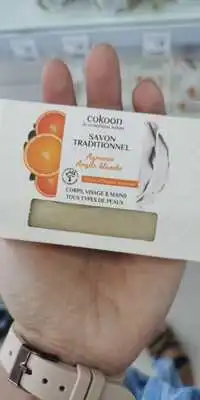 cokoon
SAVON
TRADITIONNEL
Agrumes
Argile blanche
CORPS, VISAGE & MAINS
TOUS TYPES DE PEAUX